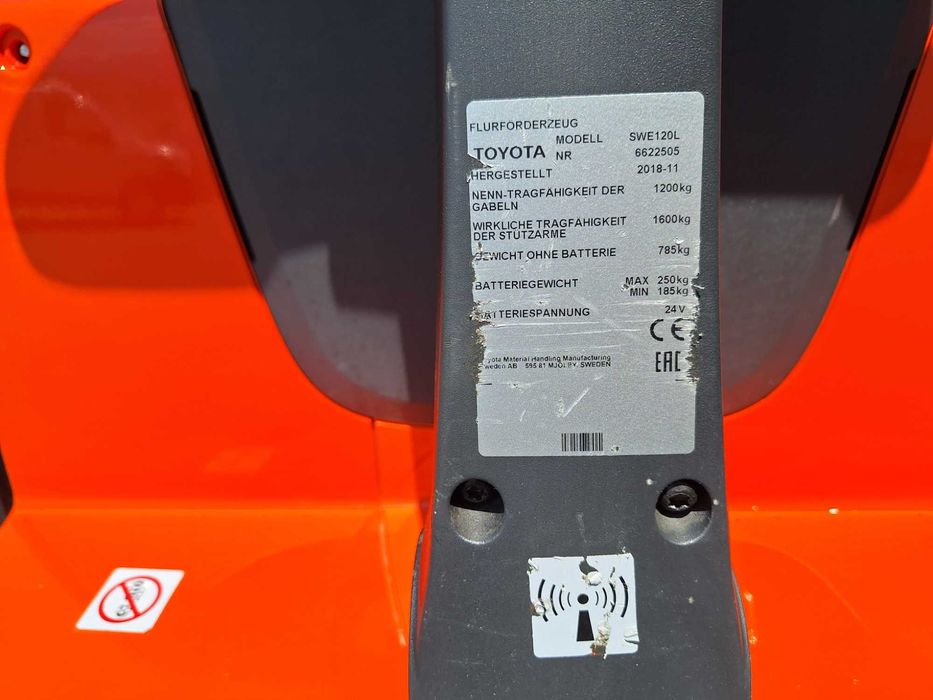 FLURFÖRDERZEUG
TOYOTA MODELL SWE120L
NR 6622505
HERGESTELLT 2018-11
NENN-TRAGFÄHIGKEIT DER GABELN 1200kg
WIRKLICHE TRAGFÄHIGKEIT DER STÜTZARME 1600kg
GEWICHT OHNE BATTERIE 785kg
BATTERIEGEWICHT MAX 250kg
MIN 185kg
BATTERIESPANNUNG 24V
CE
Toyota Material Handling Manufacturing
Sweden AB 595 81 MJÖLBY, SWEDEN
EAC